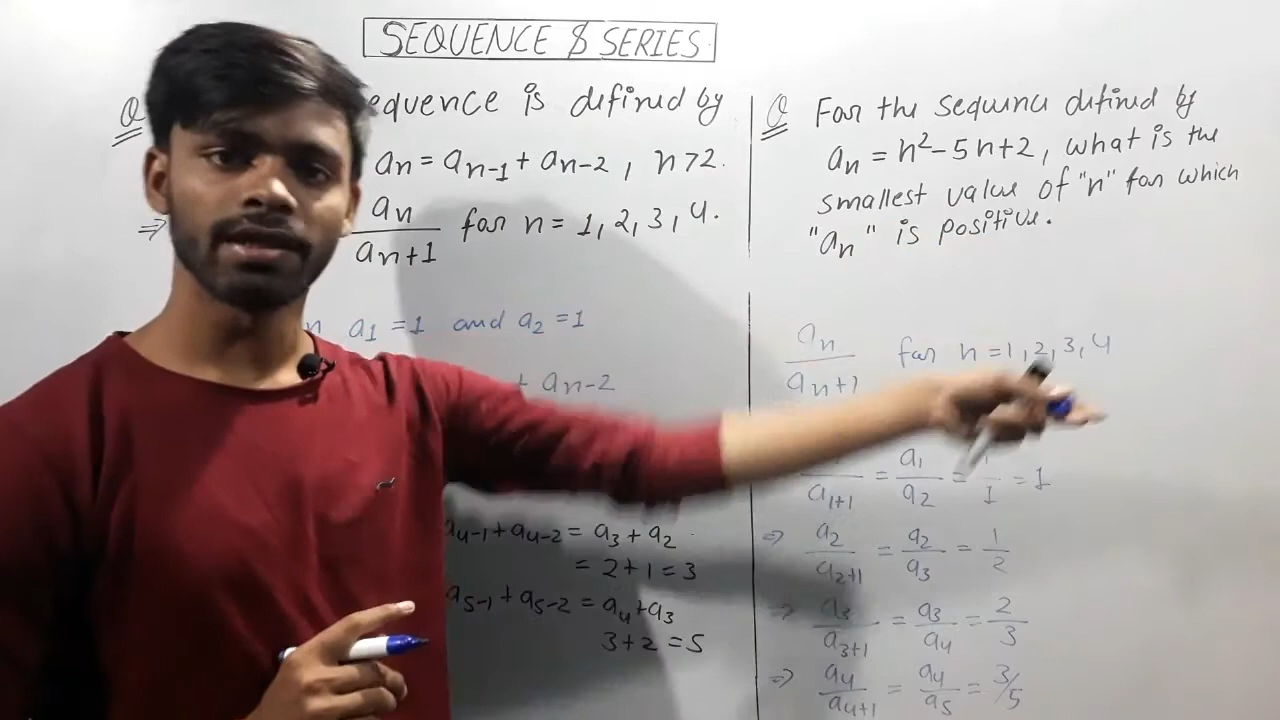 SEQUENCE & SERIES
Q equence is defined by
an = an-1 + an-2 , n>2.
⇒ an/an+1 for n = 1, 2, 3, 4.
n a1 = 1 and a2 = 1
+ an-2
a4-1 + a4-2 = a3 + a2
= 2+1 = 3
a5-1 + a5-2 = a4 + a3
3+2 = 5
Q For the sequence defined by
an = n²-5n+2, what is the
smallest value of "n" for which
"an" is positive.
an/an+1 for n = 1, 2, 3, 4
/a1+1 = a1/a2 = 1/1 = 1
⇒ a2/a2+1 = a2/a3 = 1/2
⇒ a3/a3+1 = a3/a4 = 2/3
⇒ a4/a4+1 = a4/a5 = 3/5